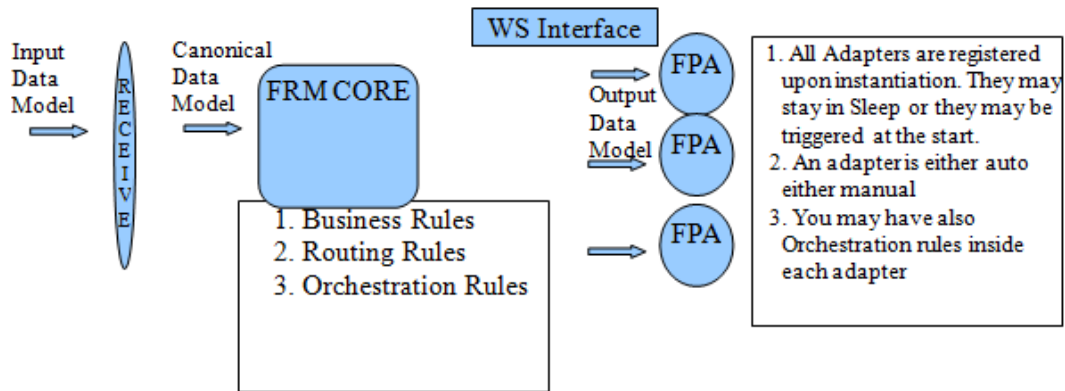 Input
Data
Model
RECEIVE
Canonical
Data
Model
FRM CORE
1. Business Rules
2. Routing Rules
3. Orchestration Rules
WS Interface
Output
Data
Model
FPA
FPA
FPA
1. All Adapters are registered
upon instantiation. They may
stay in Sleep or they may be
triggered at the start.
2. An adapter is either auto
either manual
3. You may have also
Orchestration rules inside
each adapter